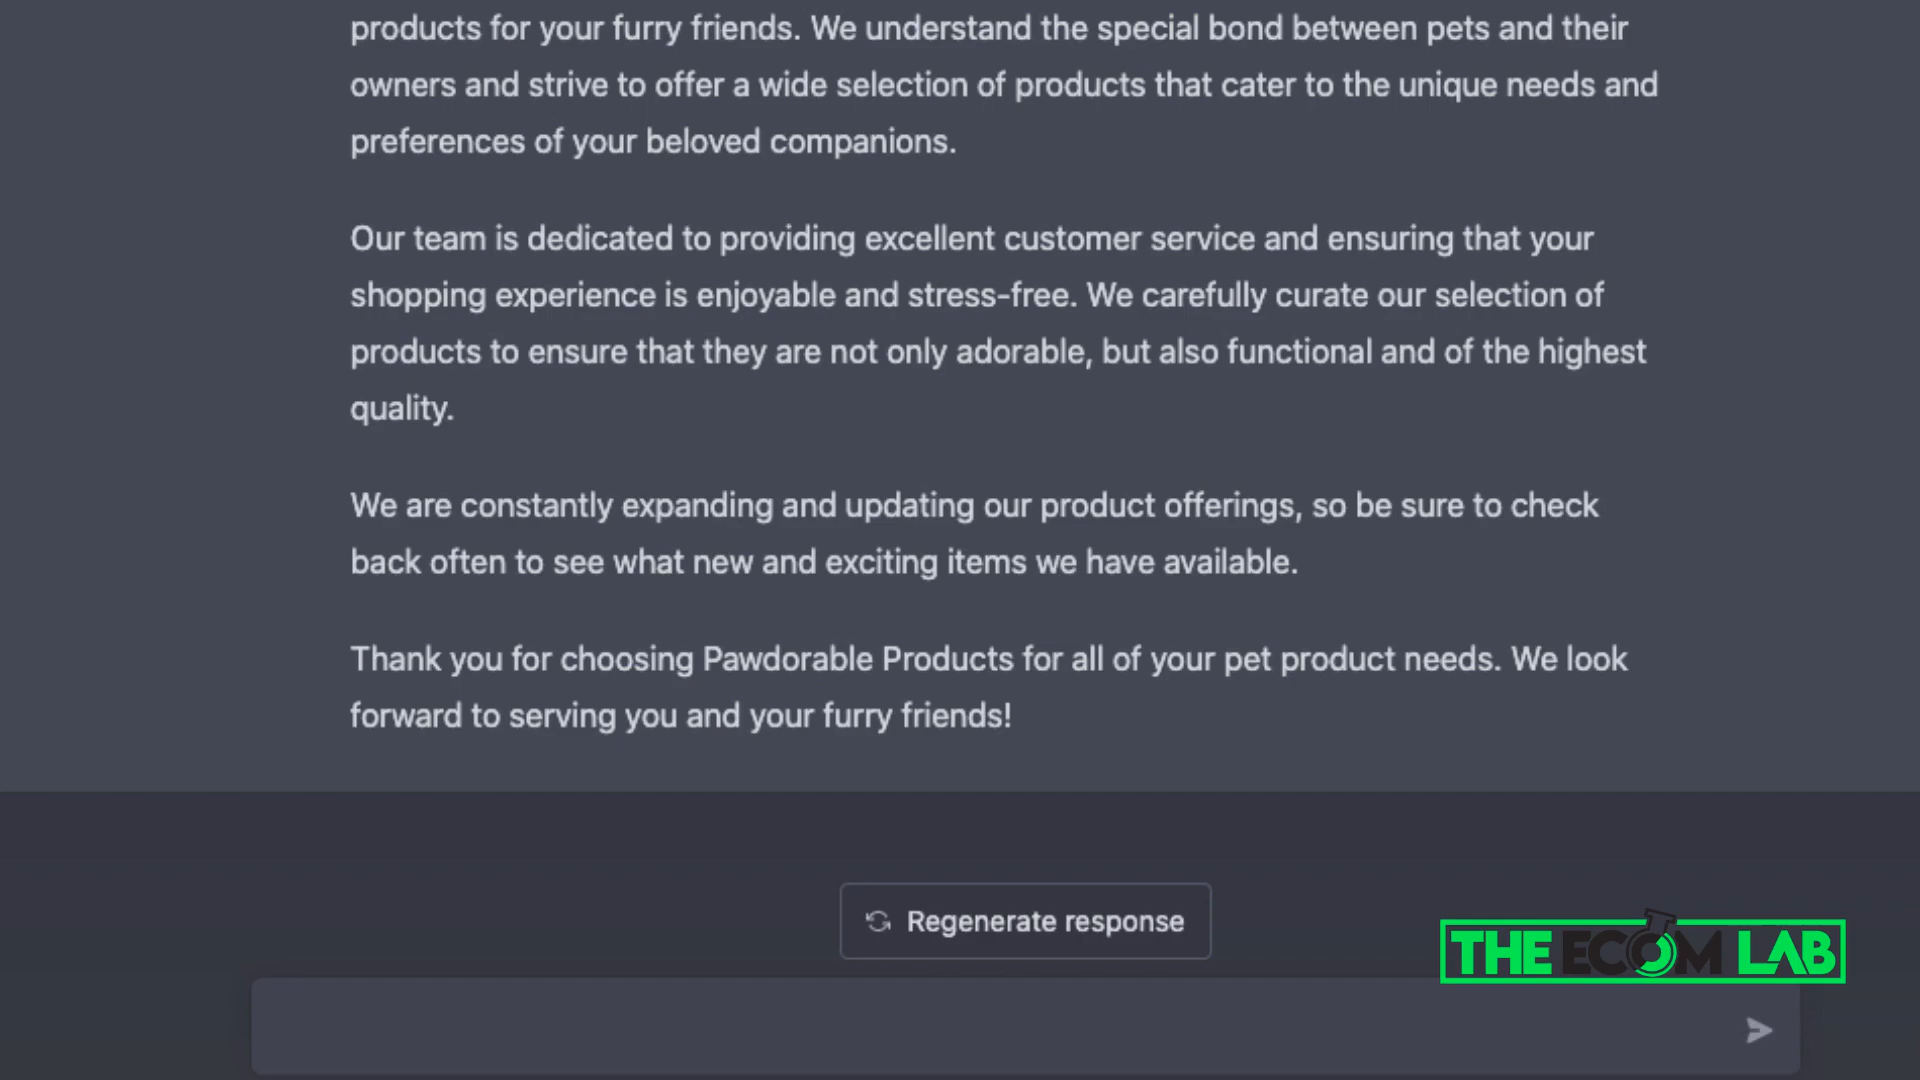 products for your furry friends. We understand the special bond between pets and their
owners and strive to offer a wide selection of products that cater to the unique needs and
preferences of your beloved companions.
Our team is dedicated to providing excellent customer service and ensuring that your
shopping experience is enjoyable and stress-free. We carefully curate our selection of
products to ensure that they are not only adorable, but also functional and of the highest
quality.
We are constantly expanding and updating our product offerings, so be sure to check
back often to see what new and exciting items we have available.
Thank you for choosing Pawdorable Products for all of your pet product needs. We look
forward to serving you and your furry friends!
Regenerate response
THE ECOM LAB